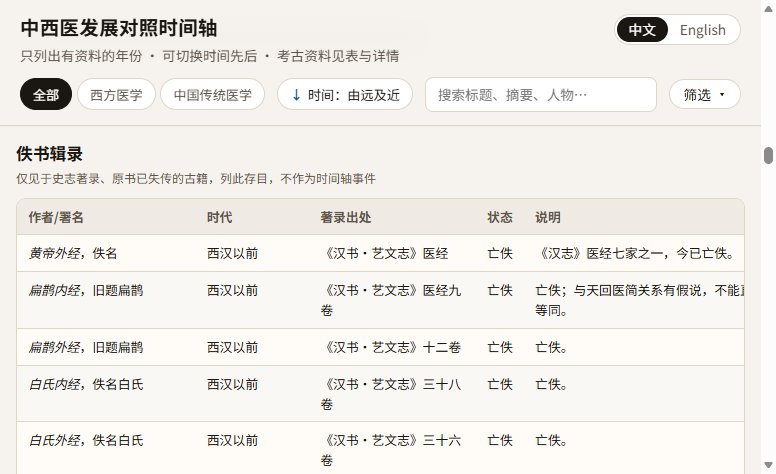 中西医发展对照时间轴
中文 English
只列出有资料的年份 · 可切换时间先后 · 考古资料见表与详情
全部 西方医学 中国传统医学 ↓ 时间：由远及近 搜索标题、摘要、人物… 筛选
佚书辑录
仅见于史志著录、原书已失传的古籍，列此存目，不作为时间轴事件
作者/署名 时代 著录出处 状态 说明
黄帝外经，佚名 西汉以前 《汉书·艺文志》医经 亡佚 《汉志》医经七家之一，今已亡佚。
扁鹊内经，旧题扁鹊 西汉以前 《汉书·艺文志》医经九 亡佚 亡佚；与天回医简关系有假说，不能
卷 等同。
扁鹊外经，旧题扁鹊 西汉以前 《汉书·艺文志》十二卷 亡佚 亡佚。
白氏内经，佚名白氏 西汉以前 《汉书·艺文志》三十八 亡佚 亡佚。
卷
白氏外经，佚名白氏 西汉以前 《汉书·艺文志》三十六 亡佚 亡佚。
卷